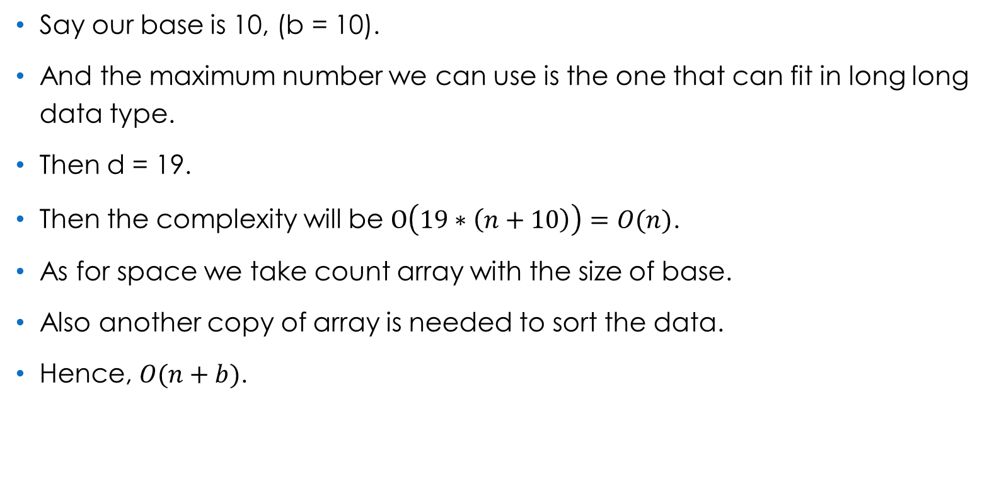 • Say our base is 10, (b = 10).
• And the maximum number we can use is the one that can fit in long long
data type.
• Then d = 19.
• Then the complexity will be O(19 * (n + 10)) = O(n).
• As for space we take count array with the size of base.
• Also another copy of array is needed to sort the data.
• Hence, O(n + b).